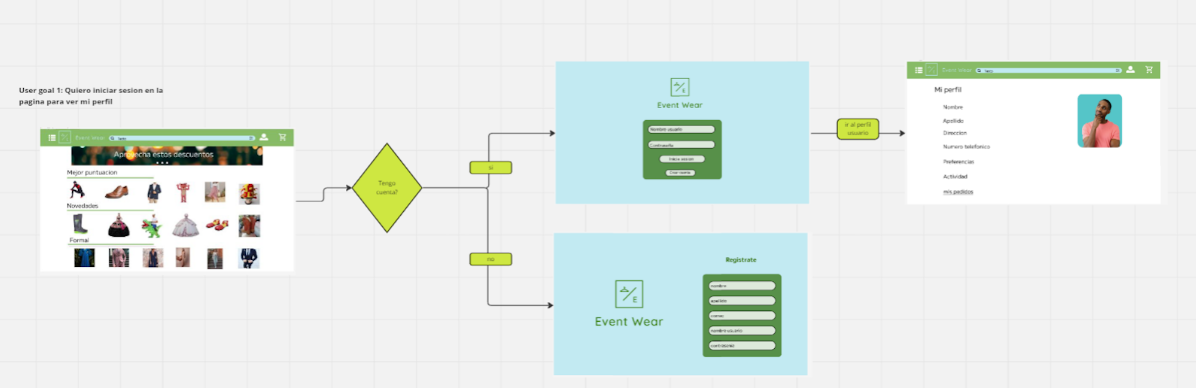 User goal 1: Quiero iniciar sesion en la
pagina para ver mi perfil
Event Wear
Aprovecha estos descuentos
Mejor puntuacion
Novedades
Formal
Tengo
cuenta?
si
no
Event Wear
Nombre usuario
Contraseña
Iniciar sesion
Crear cuenta
Event Wear
Registrate
nombre
apellido
correo
nombre usuario
contraseña
Ir al perfil
usuario
Event Wear
Mi perfil
Nombre
Apellido
Direccion
Numero telefonico
Preferencias
Actividad
mis pedidos